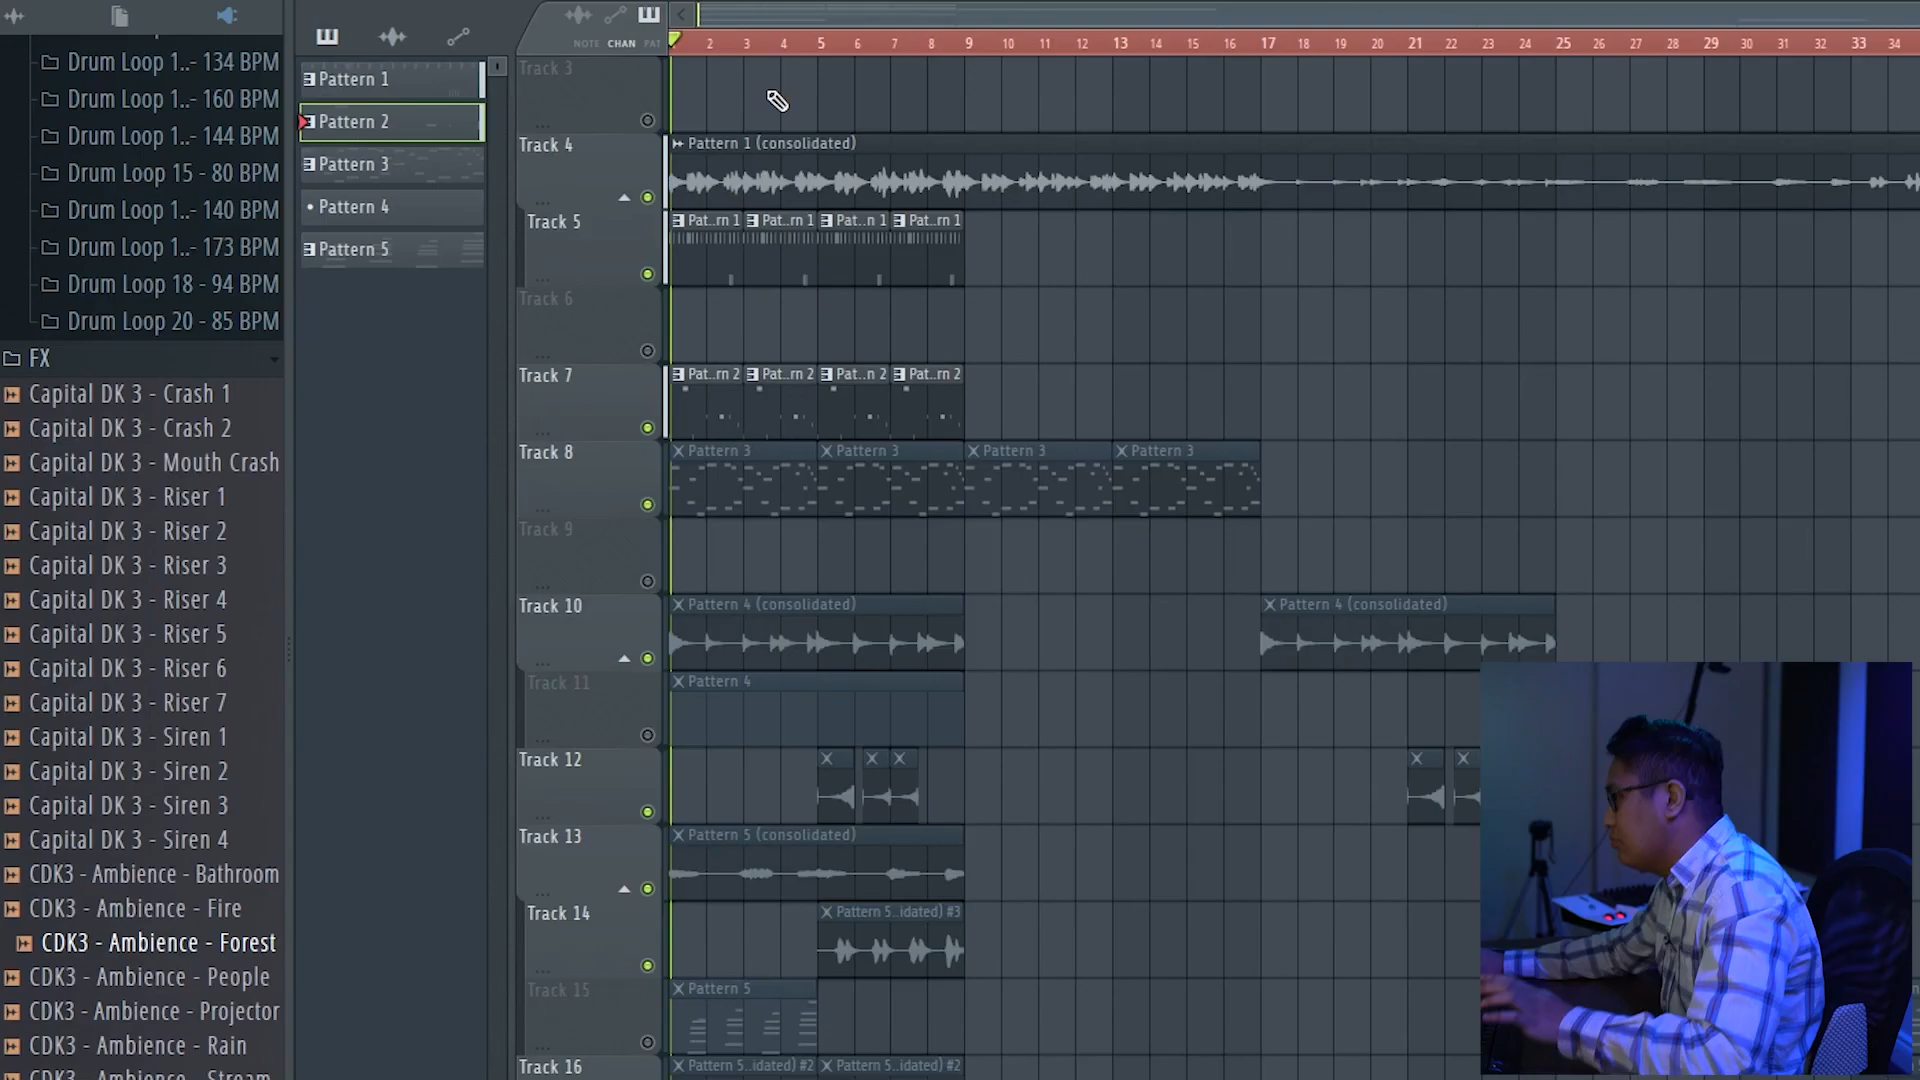 Drum Loop 1..- 134 BPM
Drum Loop 1..- 160 BPM
Drum Loop 1..- 144 BPM
Drum Loop 15 - 80 BPM
Drum Loop 1..- 140 BPM
Drum Loop 1..- 173 BPM
Drum Loop 18 - 94 BPM
Drum Loop 20 - 85 BPM
FX
Capital DK 3 - Crash 1
Capital DK 3 - Crash 2
Capital DK 3 - Mouth Crash
Capital DK 3 - Riser 1
Capital DK 3 - Riser 2
Capital DK 3 - Riser 3
Capital DK 3 - Riser 4
Capital DK 3 - Riser 5
Capital DK 3 - Riser 6
Capital DK 3 - Riser 7
Capital DK 3 - Siren 1
Capital DK 3 - Siren 2
Capital DK 3 - Siren 3
Capital DK 3 - Siren 4
CDK3 - Ambience - Bathroom
CDK3 - Ambience - Fire
CDK3 - Ambience - Forest
CDK3 - Ambience - People
CDK3 - Ambience - Projector
CDK3 - Ambience - Rain
CDK3 - Ambience - Stream
Pattern 1
Pattern 2
Pattern 3
Pattern 4
Pattern 5
NOTE CHAN PAT
2 3 4 5 6 7 8 9 10 11 12 13 14 15 16 17 18 19 20 21 22 23 24 25 26 27 28 29 30 31 32 33 34
Track 3
Track 4
Pattern 1 (consolidated)
Track 5
Pat..rn 1 Pat..rn 1 Pat..n 1 Pat..rn 1
Track 6
Track 7
Pat..rn 2 Pat..rn 2 Pat..n 2 Pat..rn 2
Track 8
Pattern 3 Pattern 3 Pattern 3 Pattern 3
Track 9
Track 10
Pattern 4 (consolidated) Pattern 4 (consolidated)
Track 11
Pattern 4
Track 12
Track 13
Pattern 5 (consolidated)
Track 14
Pattern 5..idated) #3
Track 15
Pattern 5
Track 16
Pattern 5..idated) #2 Pattern 5..idated) #2